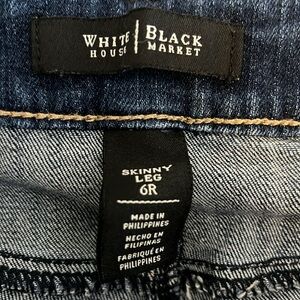 WHITE | BLACK
HOUSE | MARKET
SKINNY
LEG
6R
MADE IN
PHILIPPINES
HECHO EN
FILIPINAS
FABRIQUÉ EN
PHILIPPINES